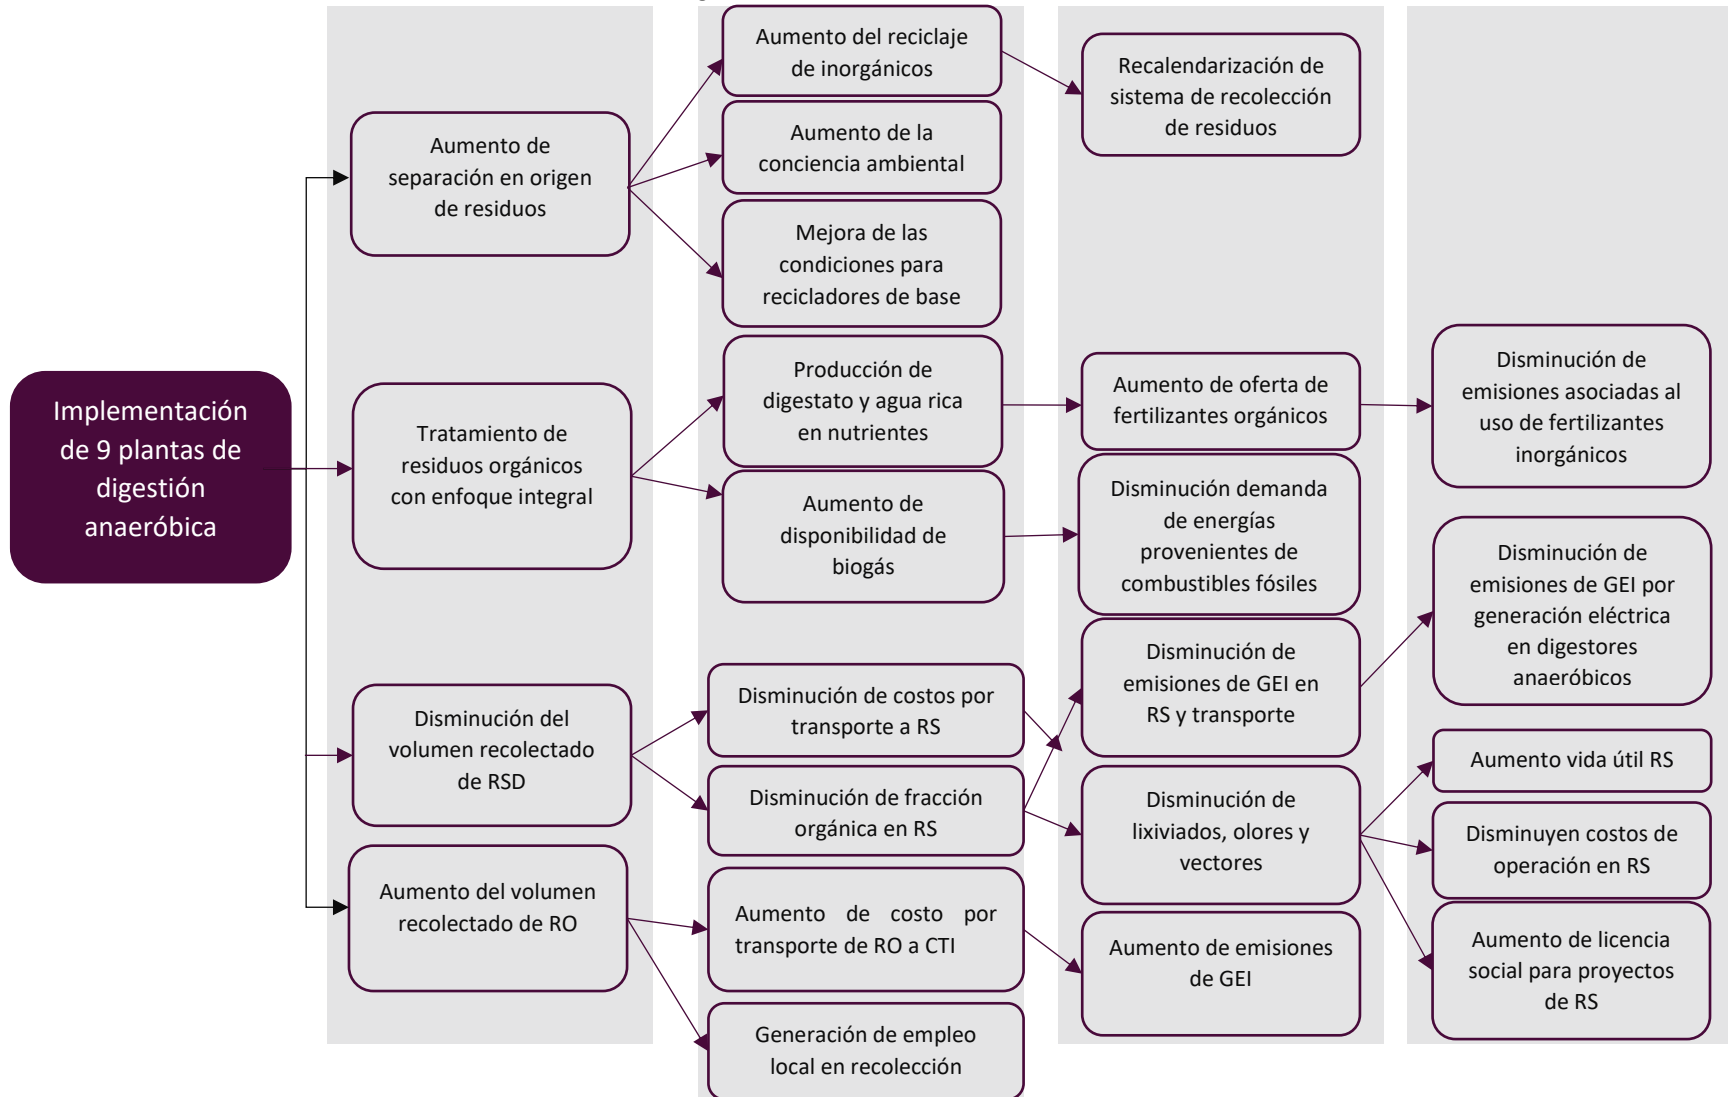 Implementación
de 9 plantas de
digestión
anaeróbica
Aumento de
separación en origen
de residuos
Tratamiento de
residuos orgánicos
con enfoque integral
Disminución del
volumen recolectado
de RSD
Aumento del volumen
recolectado de RO
Aumento del reciclaje
de inorgánicos
Aumento de la
conciencia ambiental
Mejora de las
condiciones para
recicladores de base
Producción de
digestato y agua rica
en nutrientes
Aumento de
disponibilidad de
biogás
Disminución de costos por
transporte a RS
Disminución de fracción
orgánica en RS
Aumento de costo por
transporte de RO a CTI
Generación de empleo
local en recolección
Recalendarización de
sistema de recolección
de residuos
Aumento de oferta de
fertilizantes orgánicos
Disminución demanda
de energías
provenientes de
combustibles fósiles
Disminución de
emisiones de GEI en
RS y transporte
Disminución de
lixiviados, olores y
vectores
Aumento de emisiones
de GEI
Disminución de
emisiones asociadas al
uso de fertilizantes
inorgánicos
Disminución de
emisiones de GEI por
generación eléctrica
en digestores
anaeróbicos
Aumento vida útil RS
Disminuyen costos de
operación en RS
Aumento de licencia
social para proyectos
de RS